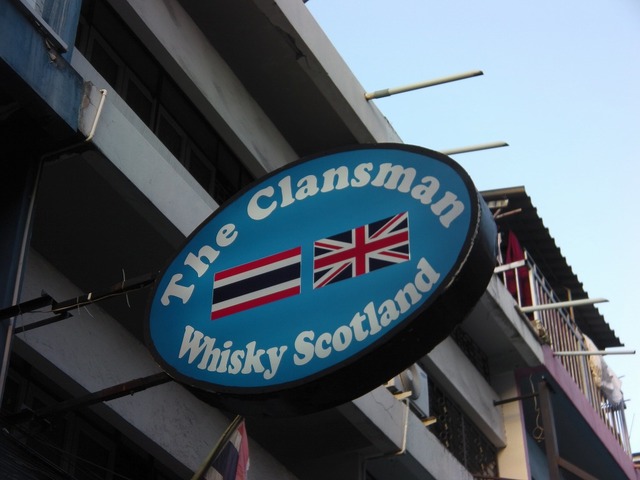 The Clansman
Whisky Scotland